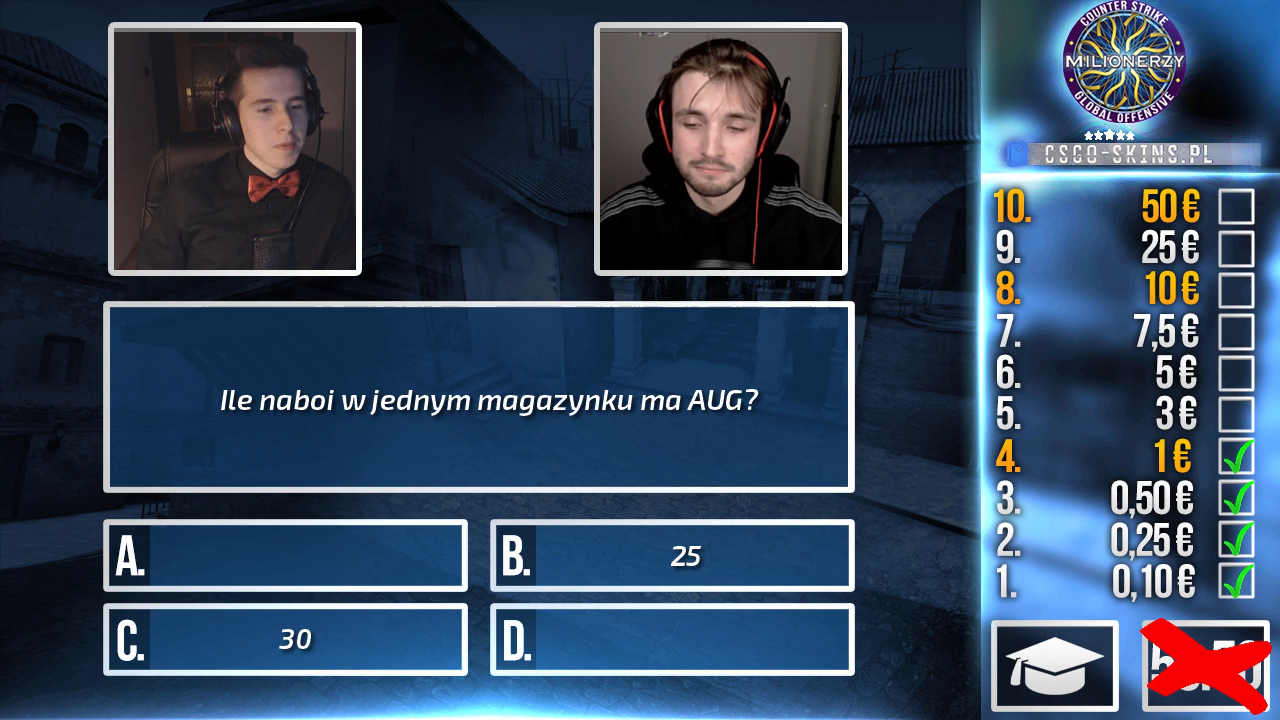 COUNTER STRIKE
MILIONERZY
GLOBAL OFFENSIVE
CSGO-SKINS.PL
Ile naboi w jednym magazynku ma AUG?
A.
B. 25
C. 30
D.
10. 50 €
9. 25 €
8. 10 €
7. 7,5 €
6. 5 €
5. 3 €
4. 1 €
3. 0,50 €
2. 0,25 €
1. 0,10 €